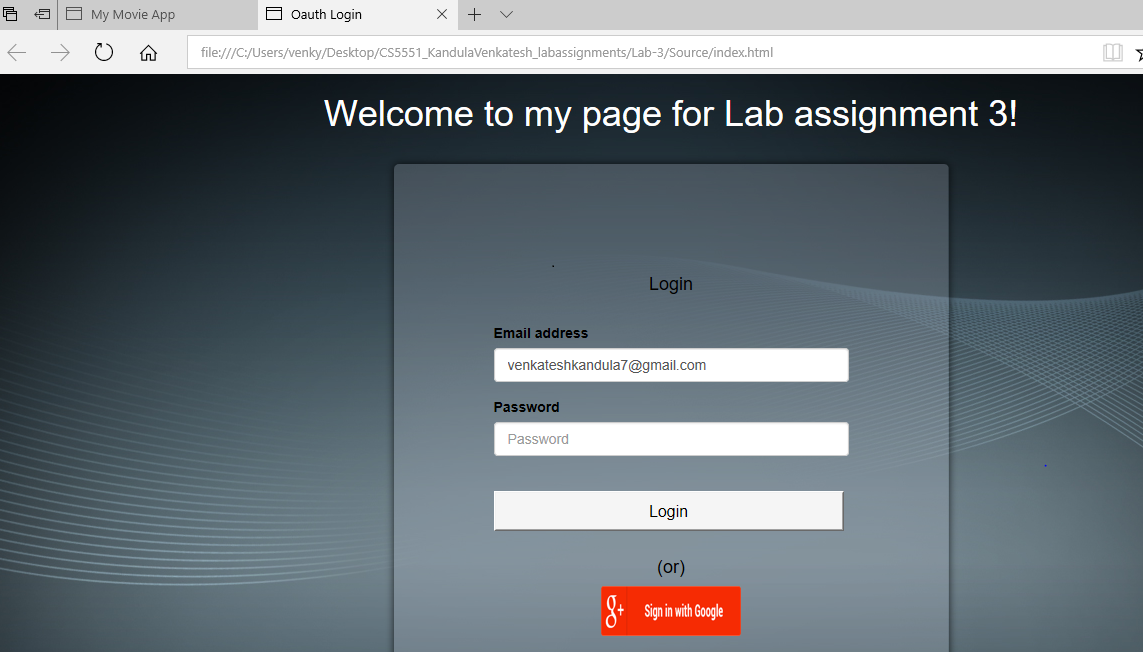 My Movie App
Oauth Login
file:///C:/Users/venky/Desktop/CS5551_KandulaVenkatesh_labassignments/Lab-3/Source/index.html
Welcome to my page for Lab assignment 3!
Login
Email address
venkateshkandula7@gmail.com
Password
Password
Login
(or)
g+ Sign in with Google